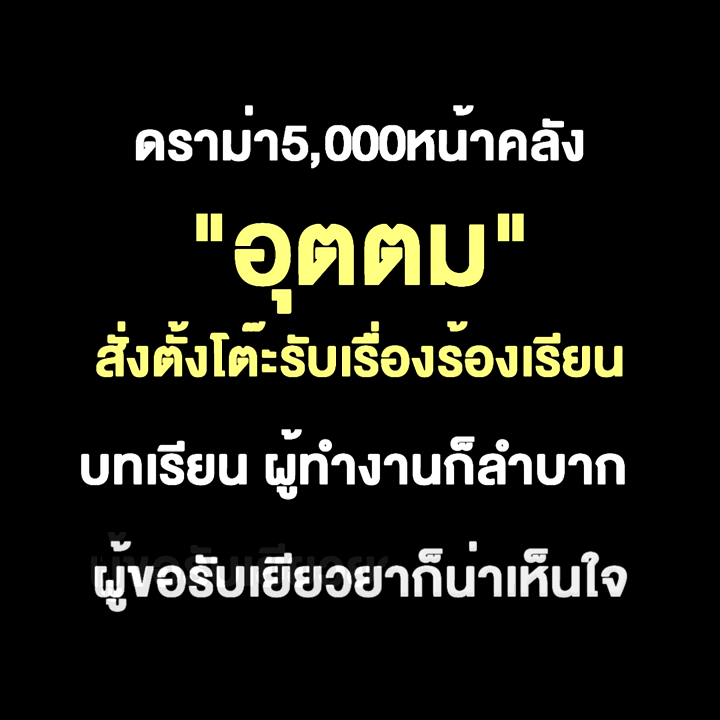 ดราม่า5,000หน้าคลัง
"อุตตม"
สั่งตั้งโต๊ะรับเรื่องร้องเรียน
บทเรียน ผู้ทำงานก็ลำบาก
ผู้ขอรับเยียวยาก็น่าเห็นใจ